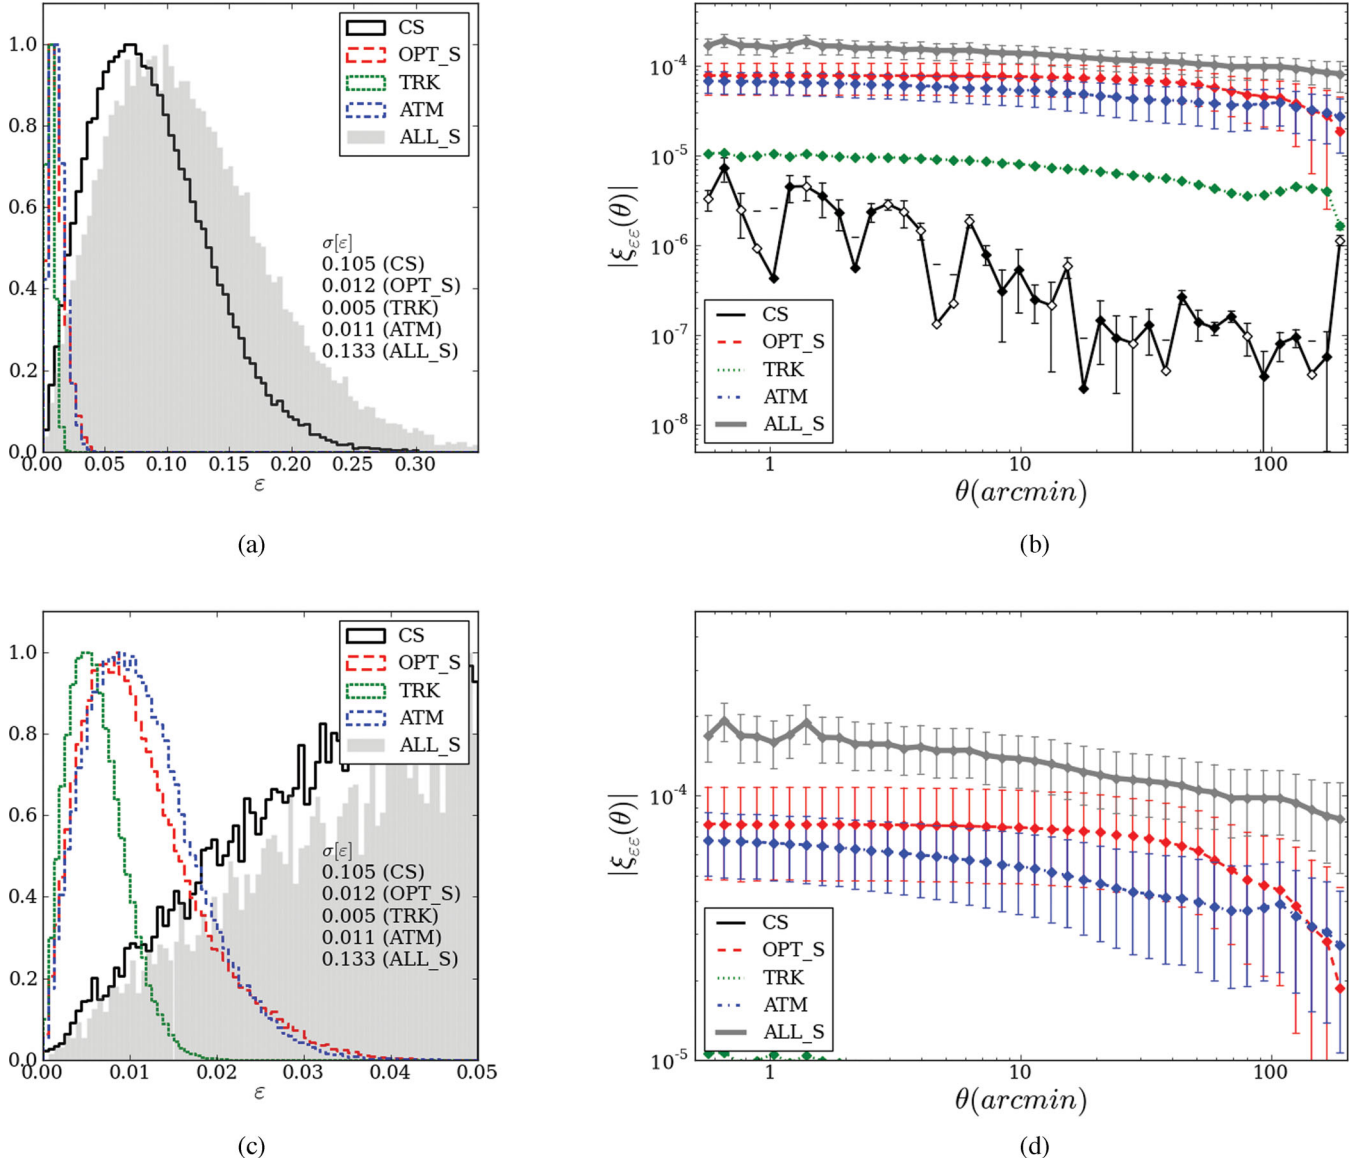 CS
OPT_S
TRK
ATM
ALL_S
1.0
0.8
0.6
0.4
0.2
0.0
σ[ε]
0.105 (CS)
0.012 (OPT_S)
0.005 (TRK)
0.011 (ATM)
0.133 (ALL_S)
0.00 0.05 0.10 0.15 0.20 0.25 0.30
ε
(a)
10⁻⁴
10⁻⁵
10⁻⁶
10⁻⁷
10⁻⁸
|ξεε(θ)|
CS
OPT_S
TRK
ATM
ALL_S
1 10 100
θ(arcmin)
(b)
CS
OPT_S
TRK
ATM
ALL_S
1.0
0.8
0.6
0.4
0.2
0.0
σ[ε]
0.105 (CS)
0.012 (OPT_S)
0.005 (TRK)
0.011 (ATM)
0.133 (ALL_S)
0.00 0.01 0.02 0.03 0.04 0.05
ε
(c)
10⁻⁴
10⁻⁵
|ξεε(θ)|
CS
OPT_S
TRK
ATM
ALL_S
1 10 100
θ(arcmin)
(d)